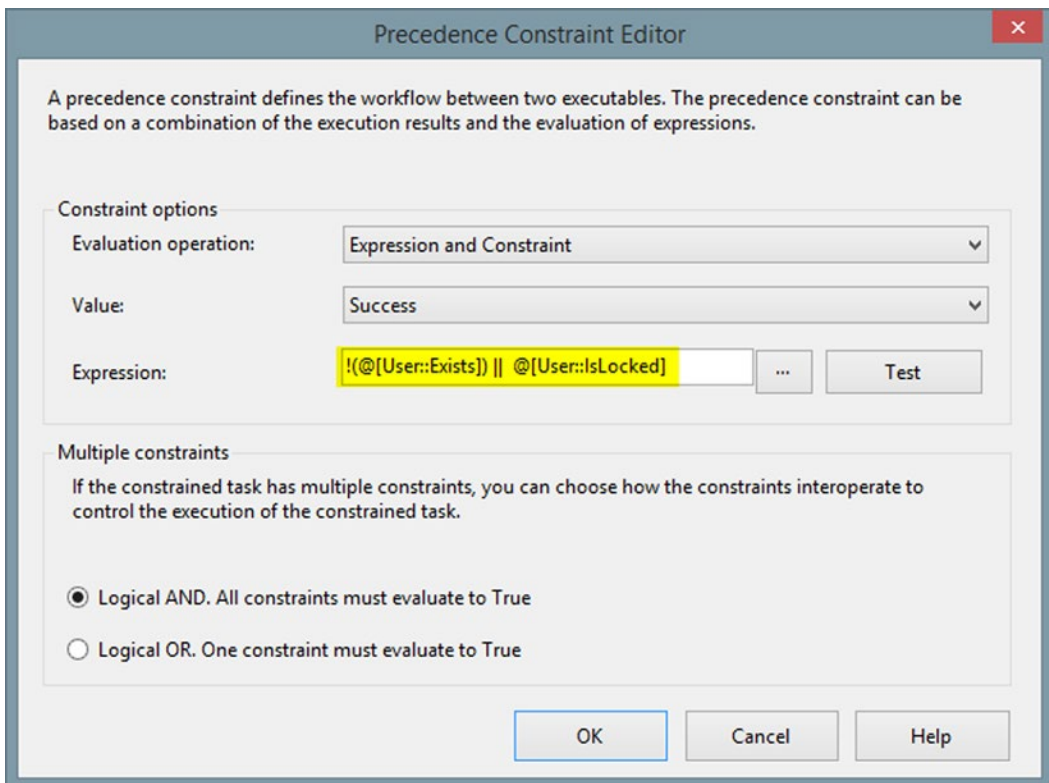 Precedence Constraint Editor
A precedence constraint defines the workflow between two executables. The precedence constraint can be
based on a combination of the execution results and the evaluation of expressions.
Constraint options
Evaluation operation:
Expression and Constraint
Value:
Success
Expression:
!(@[User::Exists]) || @[User::IsLocked]
...
Test
Multiple constraints
If the constrained task has multiple constraints, you can choose how the constraints interoperate to
control the execution of the constrained task.
Logical AND. All constraints must evaluate to True
Logical OR. One constraint must evaluate to True
OK
Cancel
Help